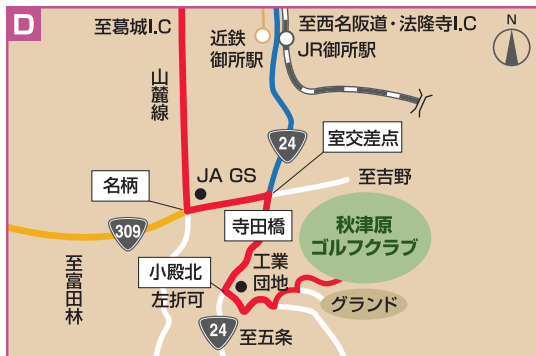 D
至葛城I.C
近鉄
御所駅
至西名阪道・法隆寺I.C
JR御所駅
N
山麓線
24
室交差点
JA GS
名柄
至吉野
309
寺田橋
秋津原
ゴルフクラブ
至富田林
小殿北
左折可
工業
団地
グランド
24
至五条